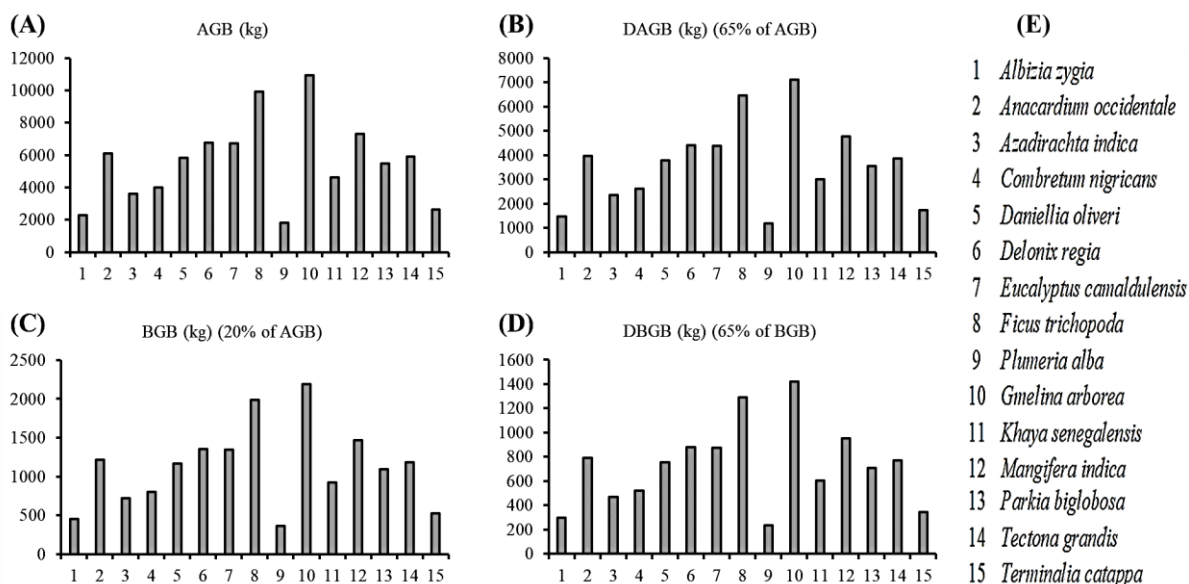 (A)
AGB (kg)
12000
10000
8000
6000
4000
2000
0
1 2 3 4 5 6 7 8 9 10 11 12 13 14 15
(B)
DAGB (kg) (65% of AGB)
8000
7000
6000
5000
4000
3000
2000
1000
0
1 2 3 4 5 6 7 8 9 10 11 12 13 14 15
(C)
BGB (kg) (20% of AGB)
2500
2000
1500
1000
500
0
1 2 3 4 5 6 7 8 9 10 11 12 13 14 15
(D)
DBGB (kg) (65% of BGB)
1600
1400
1200
1000
800
600
400
200
0
1 2 3 4 5 6 7 8 9 10 11 12 13 14 15
(E)
1 Albizia zygia
2 Anacardium occidentale
3 Azadirachta indica
4 Combretum nigricans
5 Daniellia oliveri
6 Delonix regia
7 Eucalyptus camaldulensis
8 Ficus trichopoda
9 Plumeria alba
10 Gmelina arborea
11 Khaya senegalensis
12 Mangifera indica
13 Parkia biglobosa
14 Tectona grandis
15 Terminalia catappa